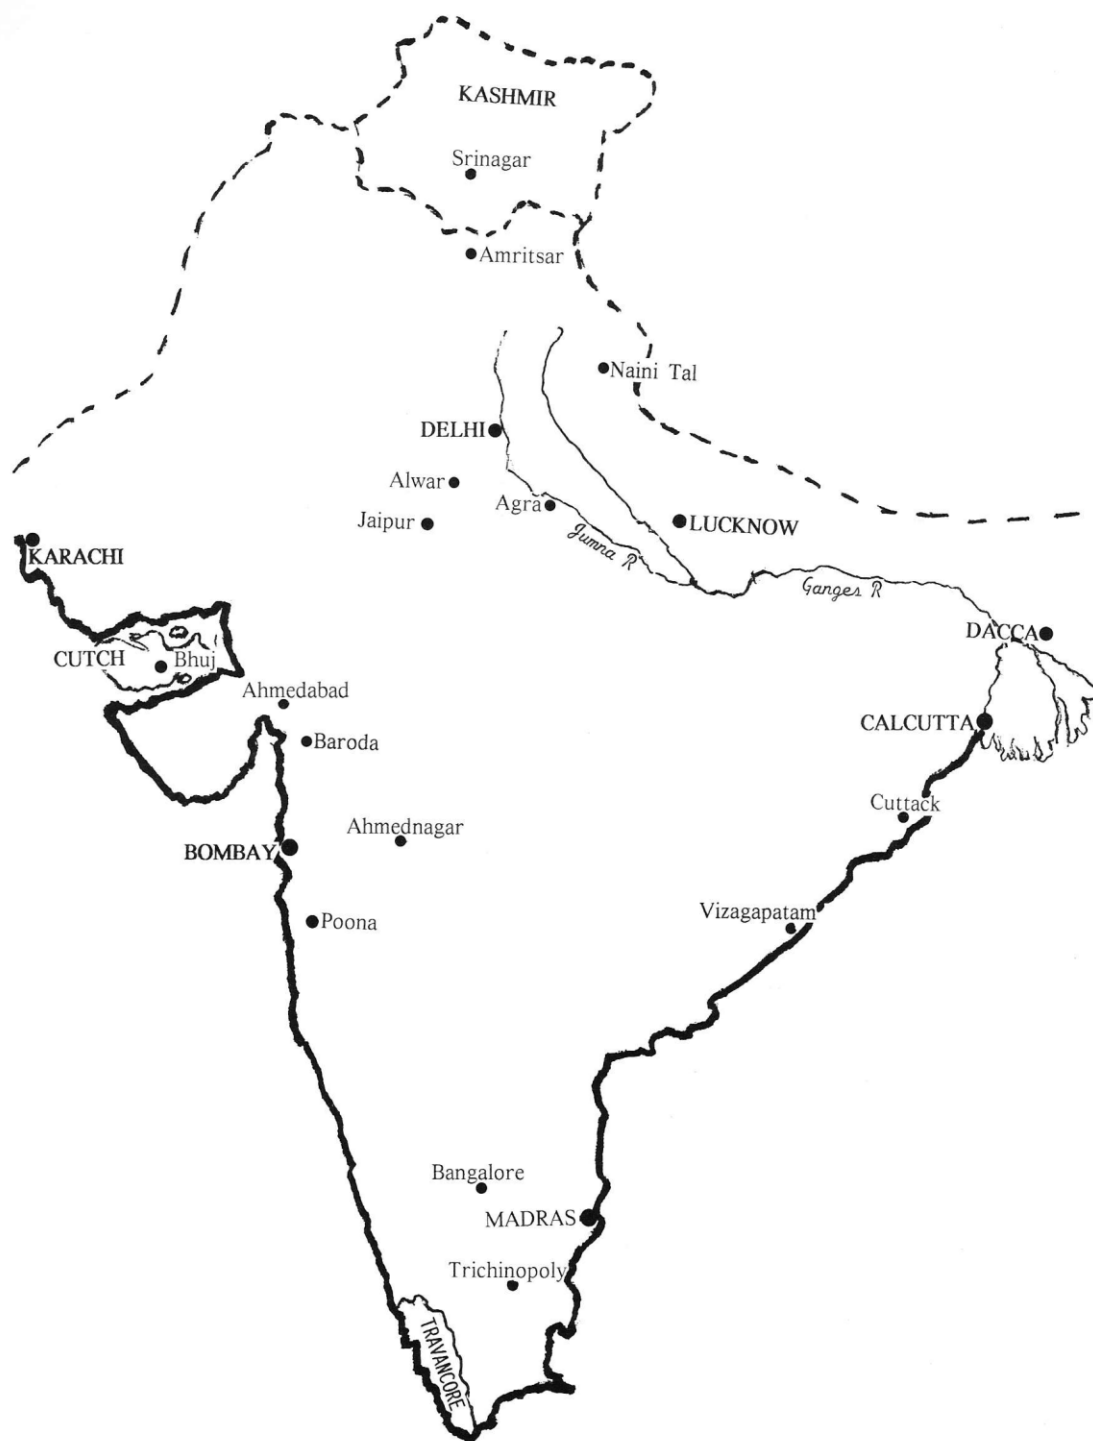 KASHMIR
Srinagar
Amritsar
Naini Tal
DELHI
Alwar
Agra
Jaipur
LUCKNOW
Jumna R
KARACHI
Ganges R
DACCA
CUTCH
Bhuj
Ahmedabad
CALCUTTA
Baroda
Cuttack
Ahmednagar
BOMBAY
Vizagapatam
Poona
Bangalore
MADRAS
Trichinopoly
TRAVANCORE